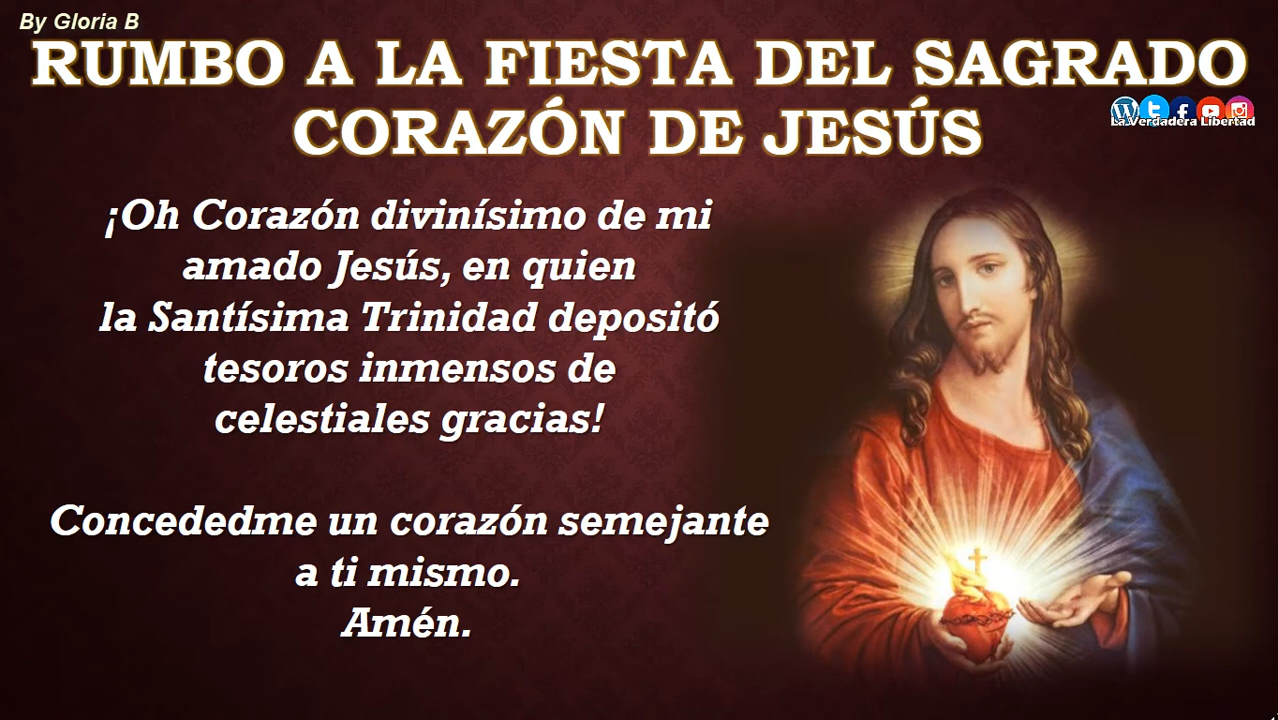 By Gloria B
RUMBO A LA FIESTA DEL SAGRADO
CORAZÓN DE JESÚS
La Verdadera Libertad
¡Oh Corazón divinísimo de mi
amado Jesús, en quien
la Santísima Trinidad depositó
tesoros inmensos de
celestiales gracias!
Concededme un corazón semejante
a ti mismo.
Amén.